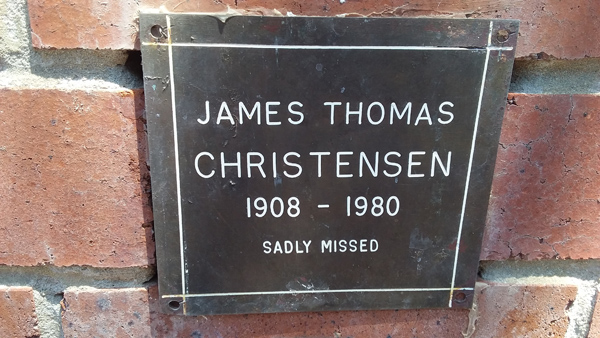 JAMES THOMAS
CHRISTENSEN
1908 - 1980
SADLY MISSED